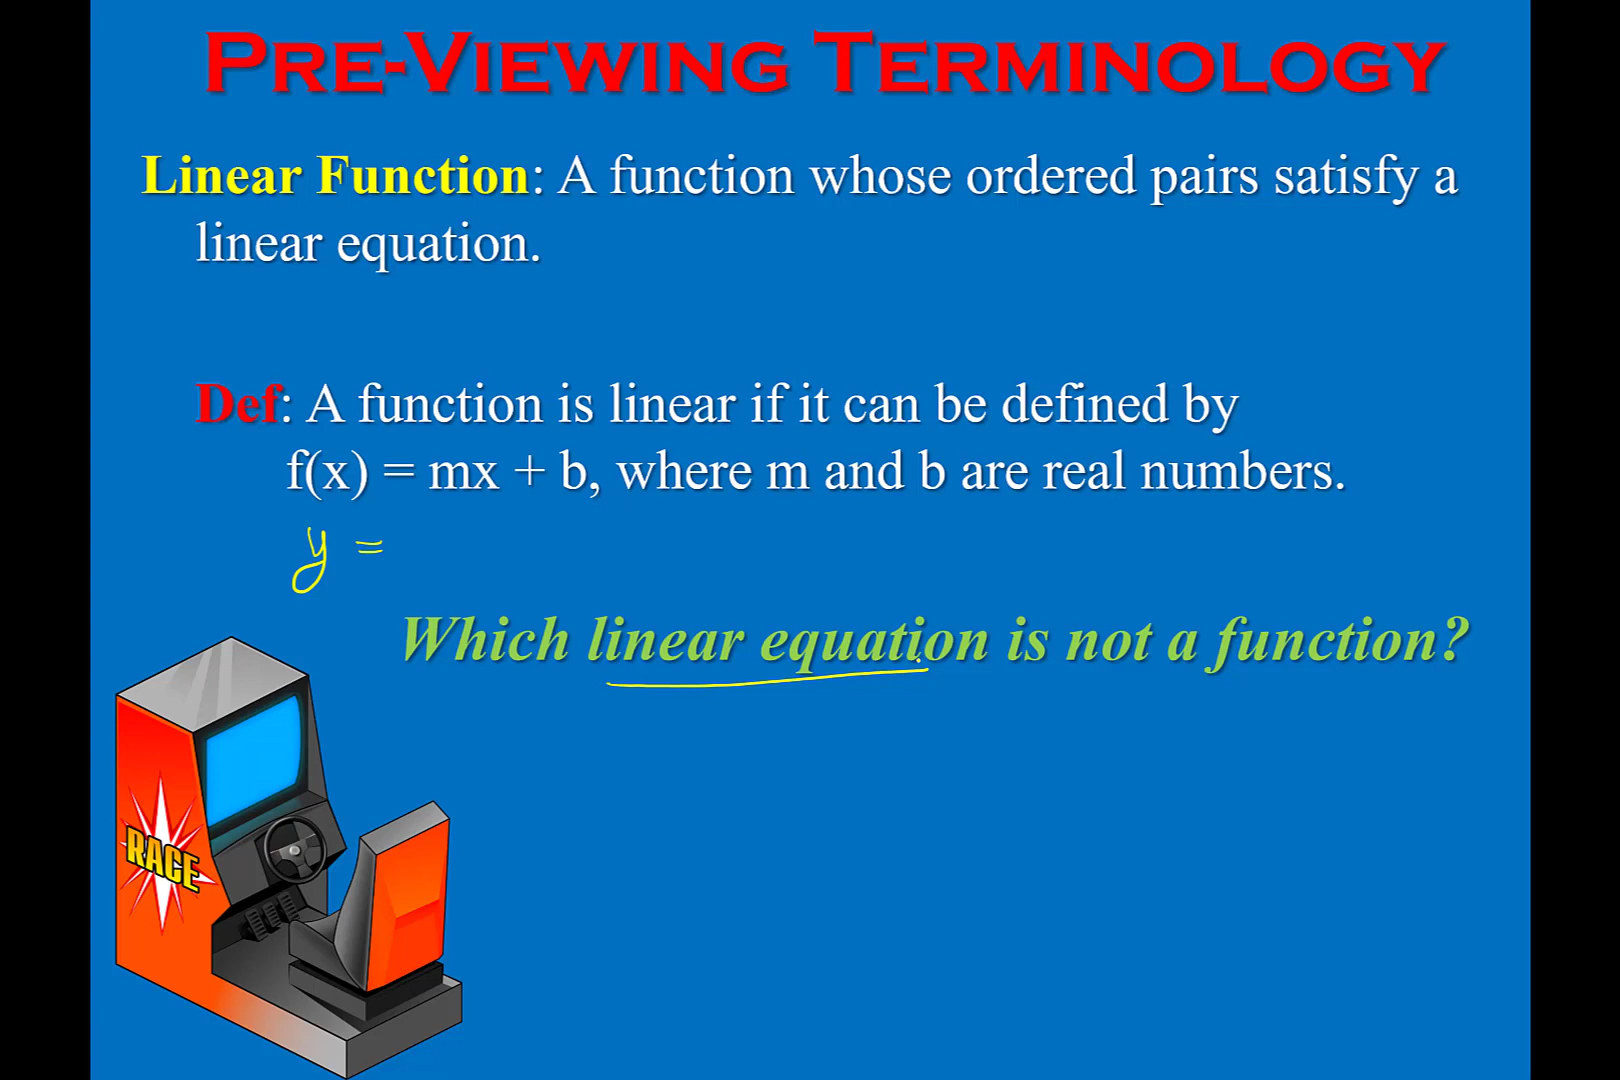 PRE-VIEWING TERMINOLOGY
Linear Function: A function whose ordered pairs satisfy a
linear equation.
Def: A function is linear if it can be defined by
f(x) = mx + b, where m and b are real numbers.
y =
Which linear equation is not a function?
RACE